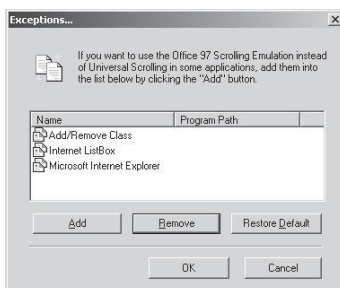 Exceptions...
If you want to use the Office 97 Scrolling Emulation instead
of Universal Scrolling in some applications, add them into
the list below by clicking the "Add" button.
Name Program Path
Add/Remove Class
Internet ListBox
Microsoft Internet Explorer
Add Remove Restore Default
OK Cancel